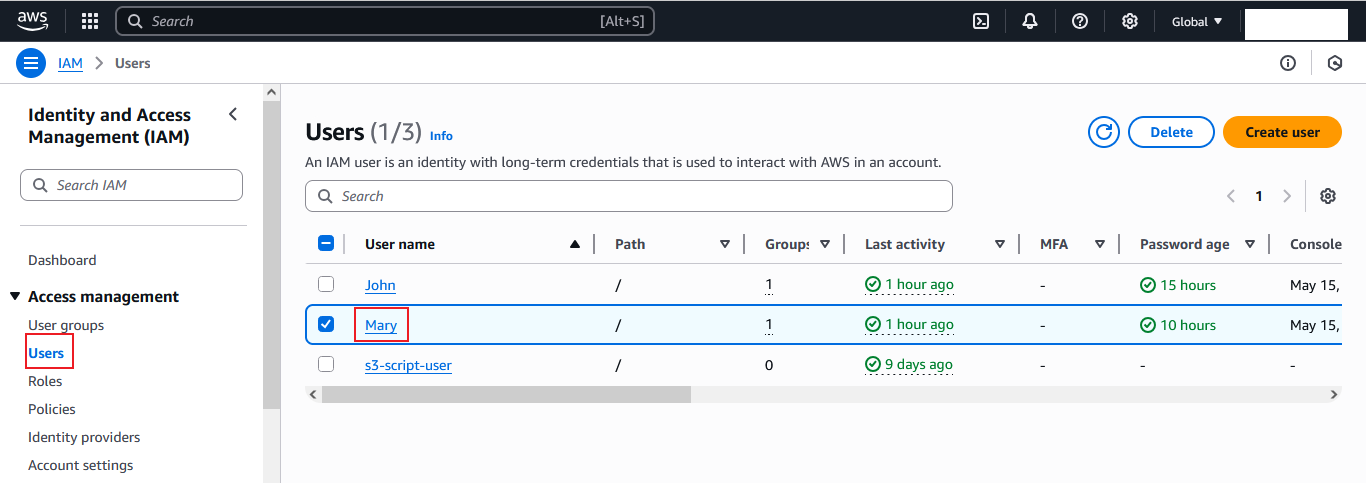 aws Search [Alt+S] Global
IAM > Users
Identity and Access
Management (IAM)
Search IAM
Dashboard
Access management
User groups
Users
Roles
Policies
Identity providers
Account settings
Users (1/3) Info
Delete
Create user
An IAM user is an identity with long-term credentials that is used to interact with AWS in an account.
Search
1
User name Path Groups Last activity MFA Password age Console
John / 1 1 hour ago - 15 hours May 15,
Mary / 1 1 hour ago - 10 hours May 15,
s3-script-user / 0 9 days ago - - -